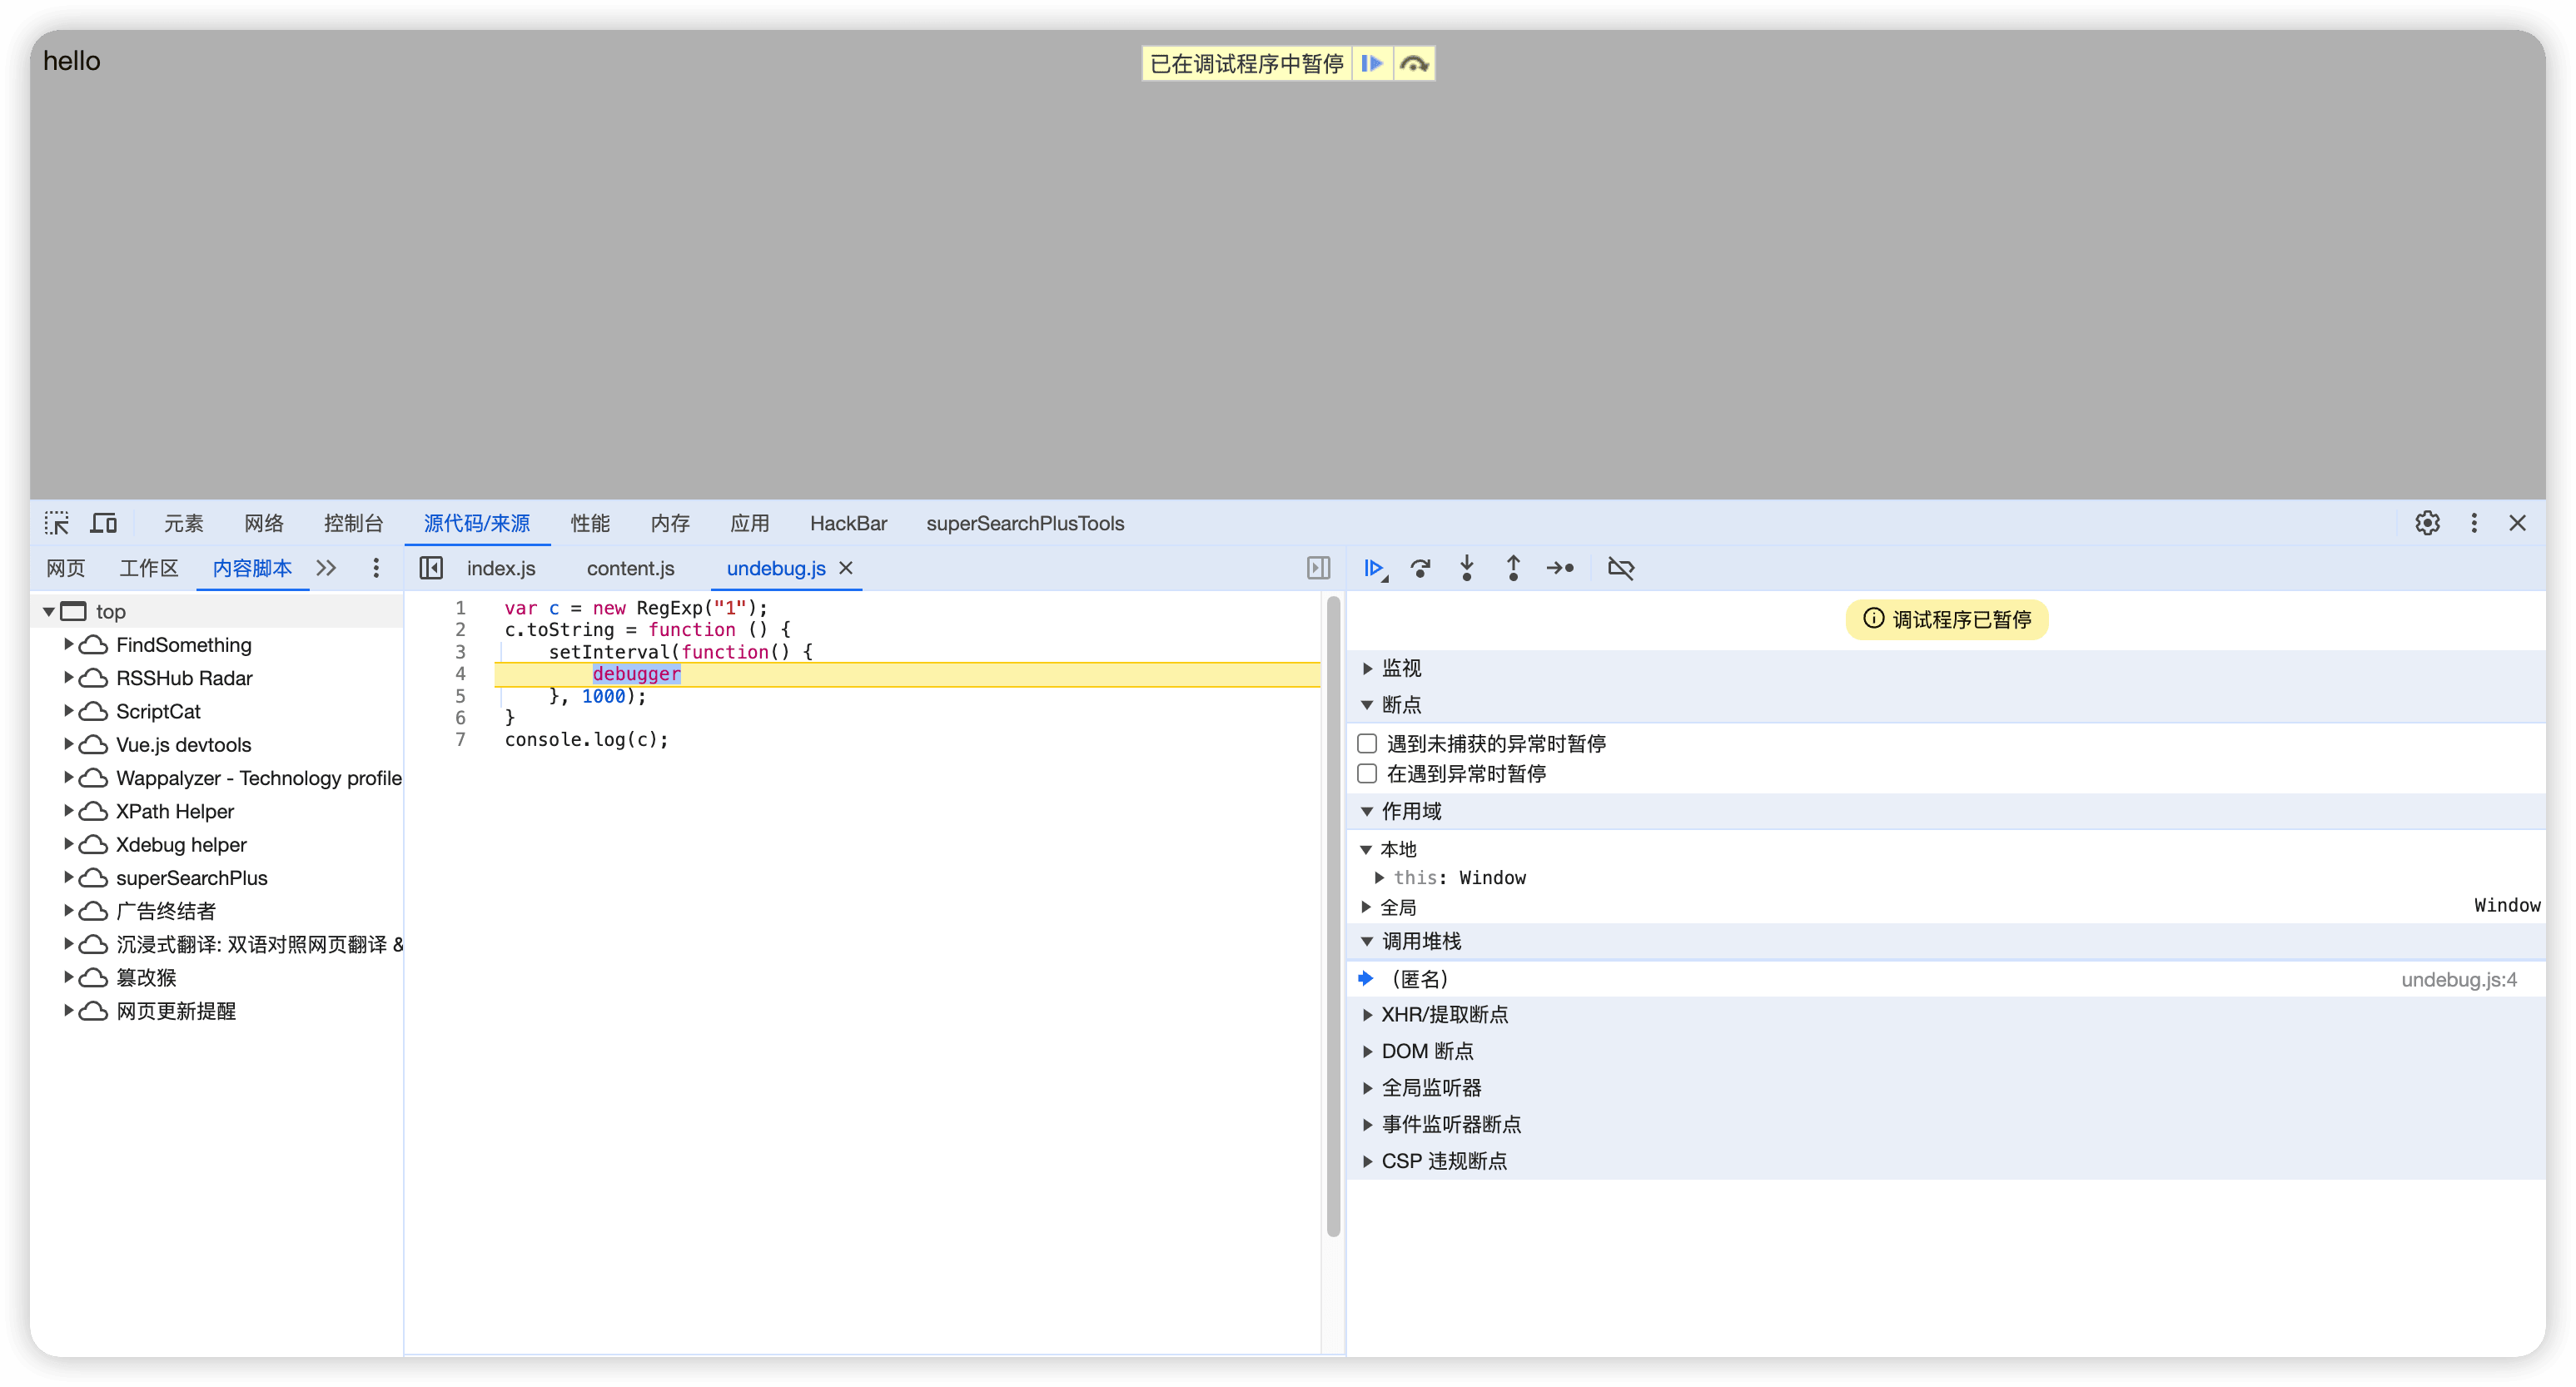 hello
已在调试程序中暂停
元素 网络 控制台 源代码/来源 性能 内存 应用 HackBar superSearchPlusTools
网页 工作区 内容脚本
index.js content.js undebug.js
top
FindSomething
RSSHub Radar
ScriptCat
Vue.js devtools
Wappalyzer - Technology profile
XPath Helper
Xdebug helper
superSearchPlus
广告终结者
沉浸式翻译: 双语对照网页翻译 &
篡改猴
网页更新提醒
1 var c = new RegExp("1");
2 c.toString = function () {
3 setInterval(function() {
4 debugger
5 }, 1000);
6 }
7 console.log(c);
调试程序已暂停
监视
断点
遇到未捕获的异常时暂停
在遇到异常时暂停
作用域
本地
this: Window
全局 Window
调用堆栈
（匿名） undebug.js:4
XHR/提取断点
DOM 断点
全局监听器
事件监听器断点
CSP 违规断点